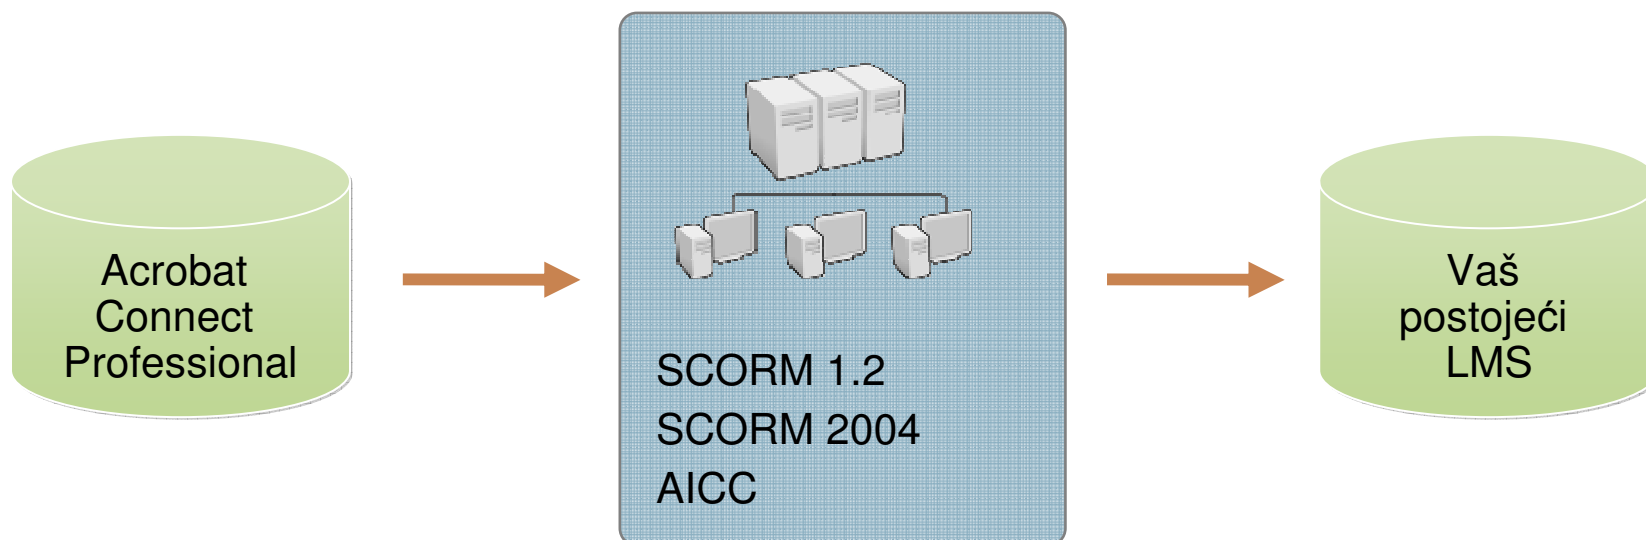 Acrobat
Connect
Professional
SCORM 1.2
SCORM 2004
AICC
Vaš
postojeći
LMS